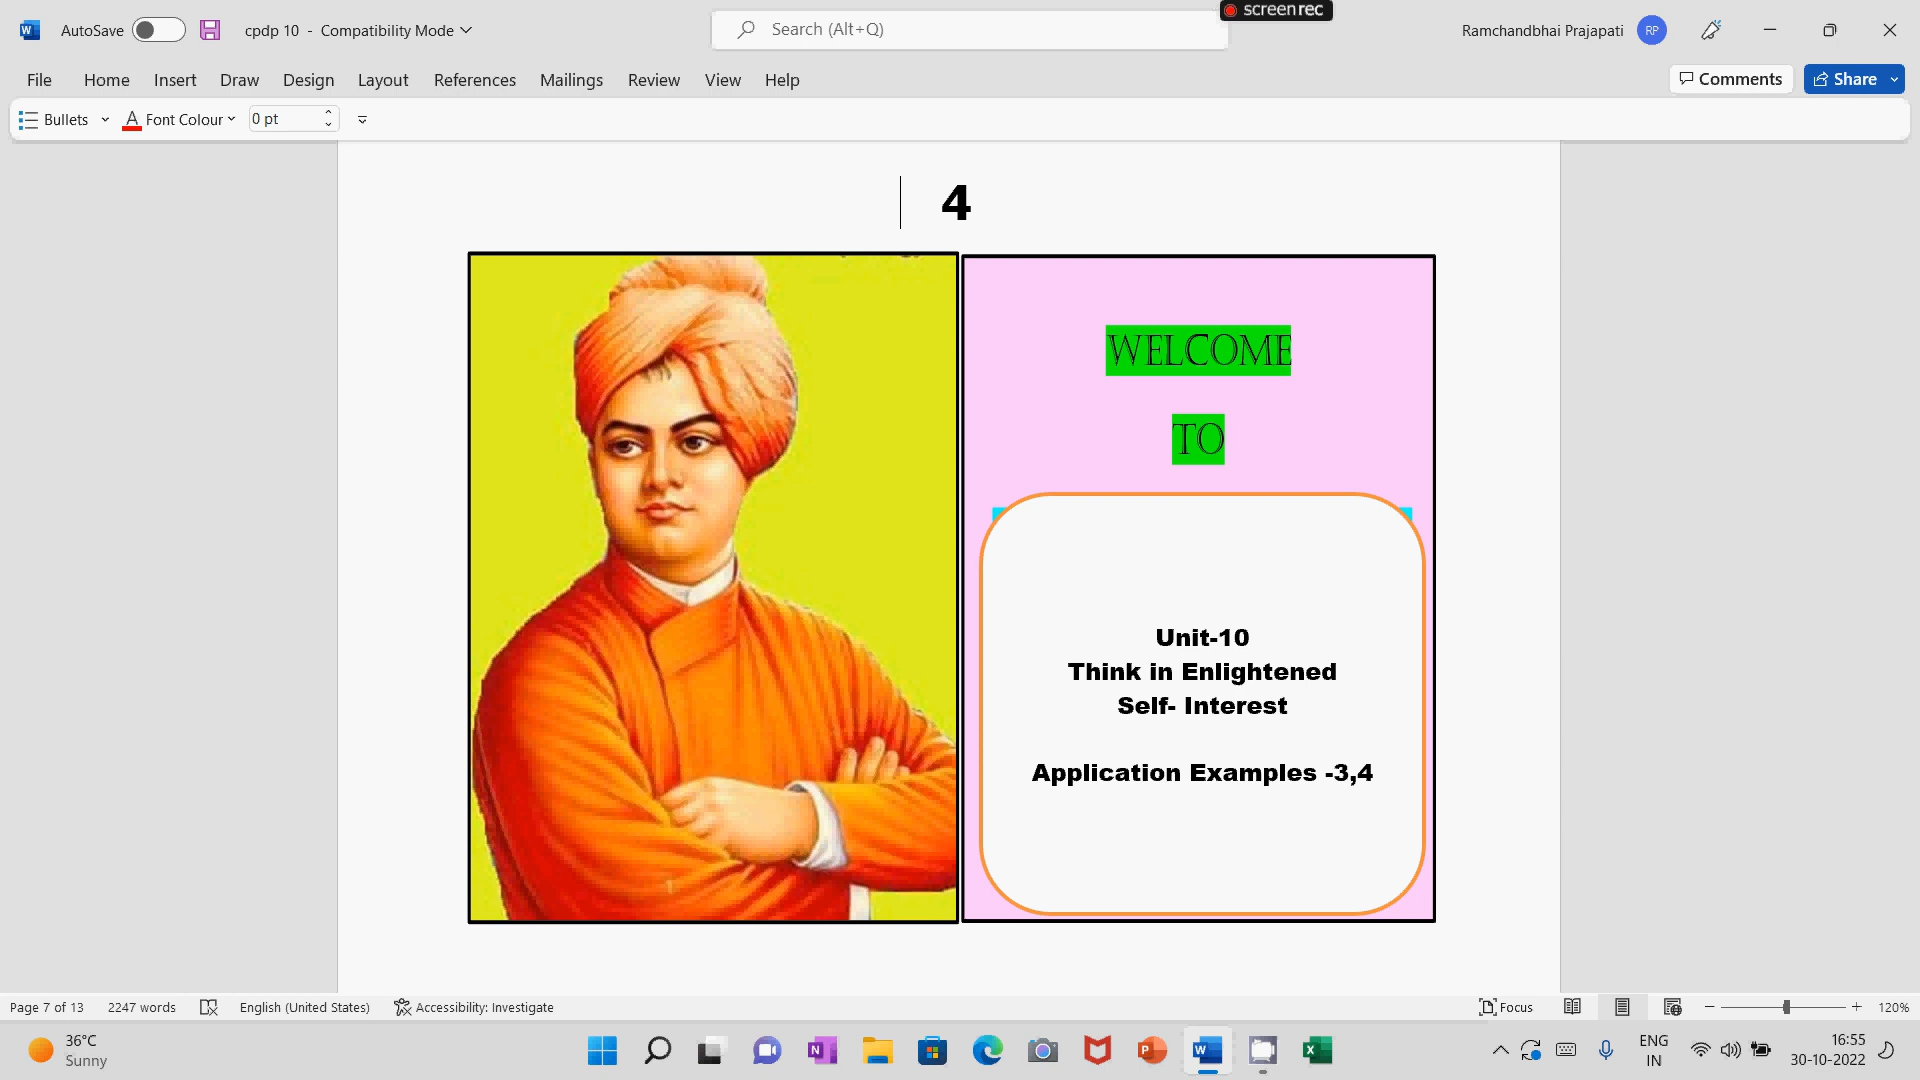 AutoSave
cpdp 10 - Compatibility Mode
Search (Alt+Q)
screenrec
Ramchandbhai Prajapati
RP
File Home Insert Draw Design Layout References Mailings Review View Help
Comments
Share
Bullets
Font Colour
0 pt
4
WELCOME
TO
Unit-10
Think in Enlightened
Self- Interest
Application Examples -3,4
Page 7 of 13
2247 words
English (United States)
Accessibility: Investigate
Focus
120%
36°C
Sunny
ENG
IN
16:55
30-10-2022